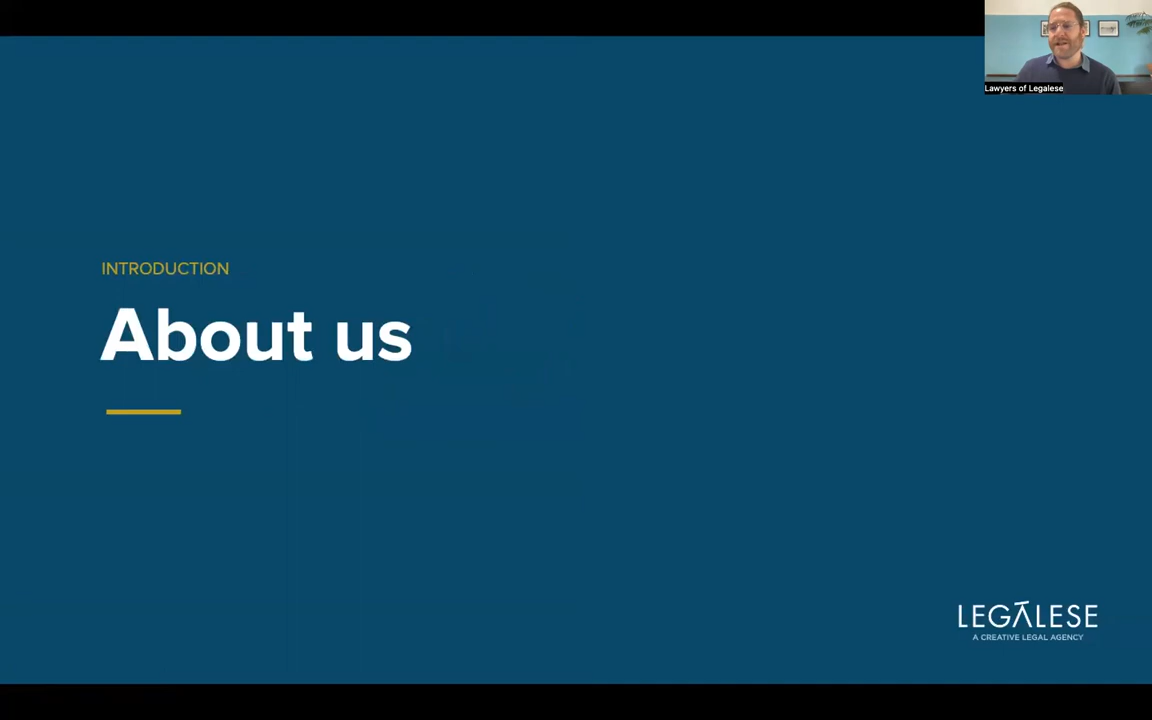 Lawyers of Legalese
INTRODUCTION
About us
LEGALESE
A CREATIVE LEGAL AGENCY